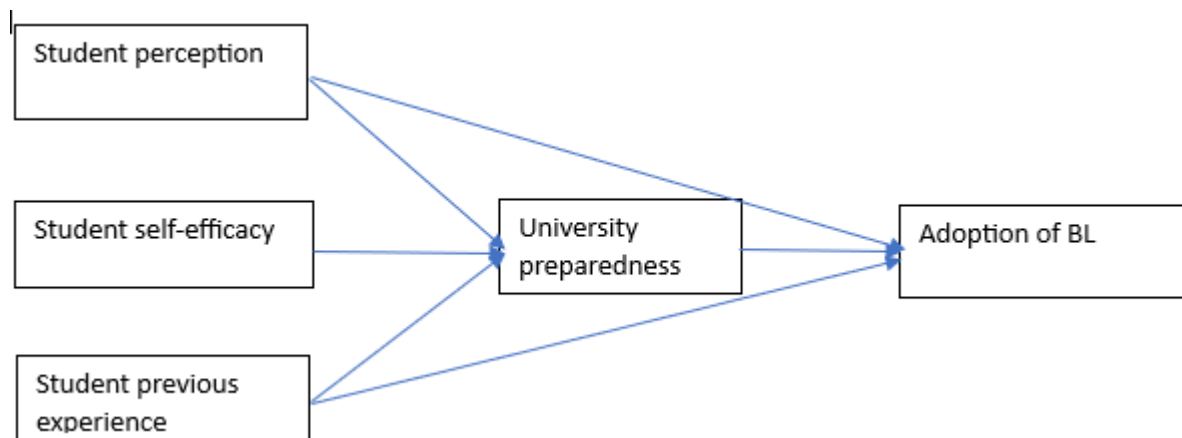 Student perception
Student self-efficacy
University
preparedness
Adoption of BL
Student previous
experience